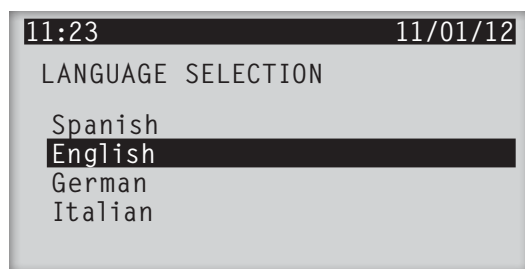 11:23 11/01/12
LANGUAGE SELECTION
Spanish
English
German
Italian